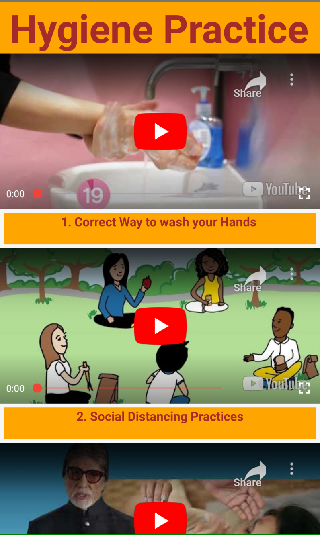 Hygiene Practice
Share
19
0:00
YouTube
1. Correct Way to wash your Hands
Share
0:00
YouTube
2. Social Distancing Practices
Share